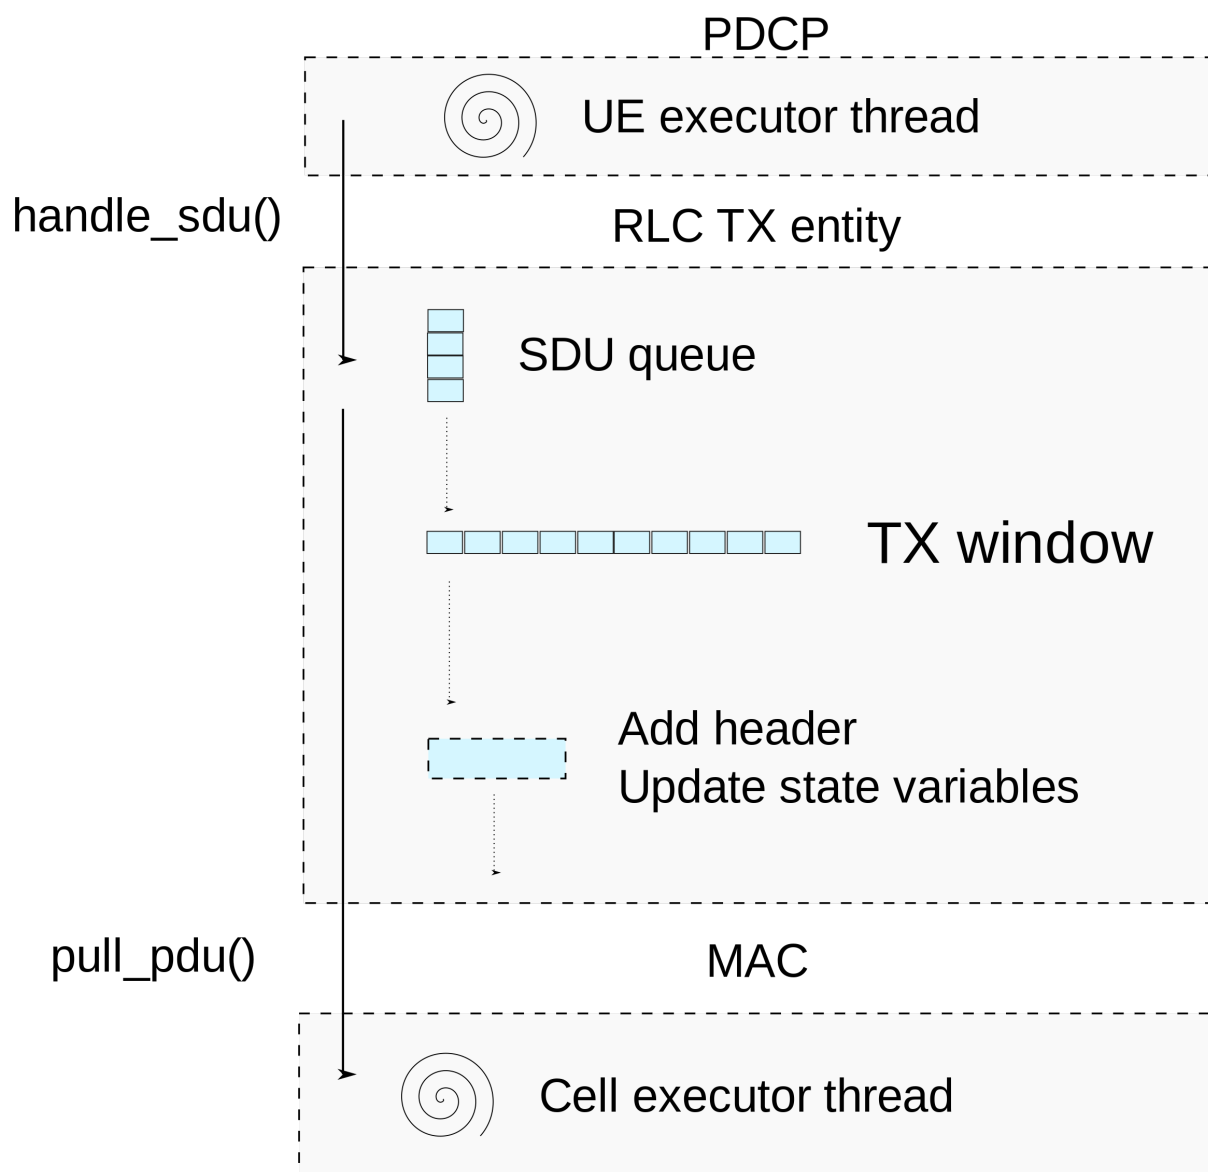 PDCP
UE executor thread
handle_sdu()
RLC TX entity
SDU queue
TX window
Add header
Update state variables
pull_pdu()
MAC
Cell executor thread